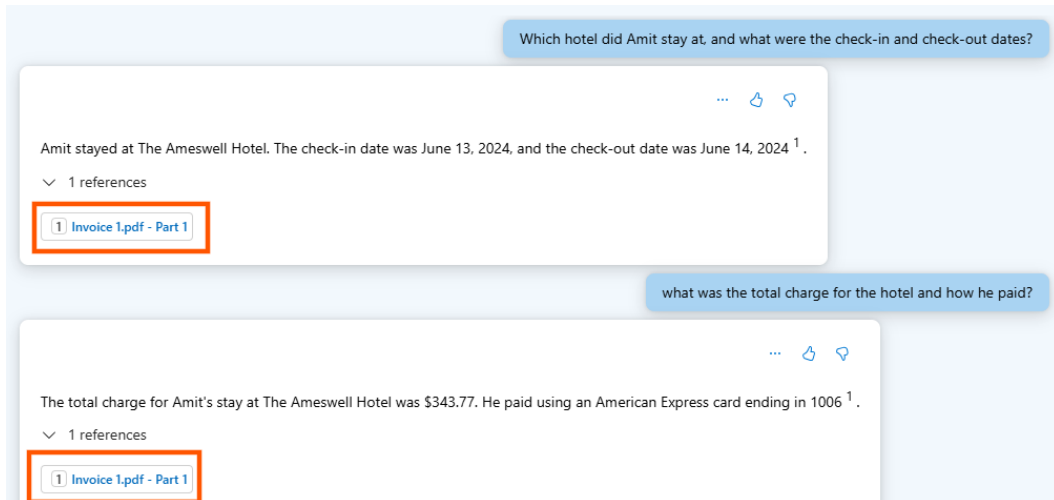 Which hotel did Amit stay at, and what were the check-in and check-out dates?
Amit stayed at The Ameswell Hotel. The check-in date was June 13, 2024, and the check-out date was June 14, 2024 1 .
1 references
1 Invoice 1.pdf - Part 1
what was the total charge for the hotel and how he paid?
The total charge for Amit's stay at The Ameswell Hotel was $343.77. He paid using an American Express card ending in 1006 1 .
1 references
1 Invoice 1.pdf - Part 1